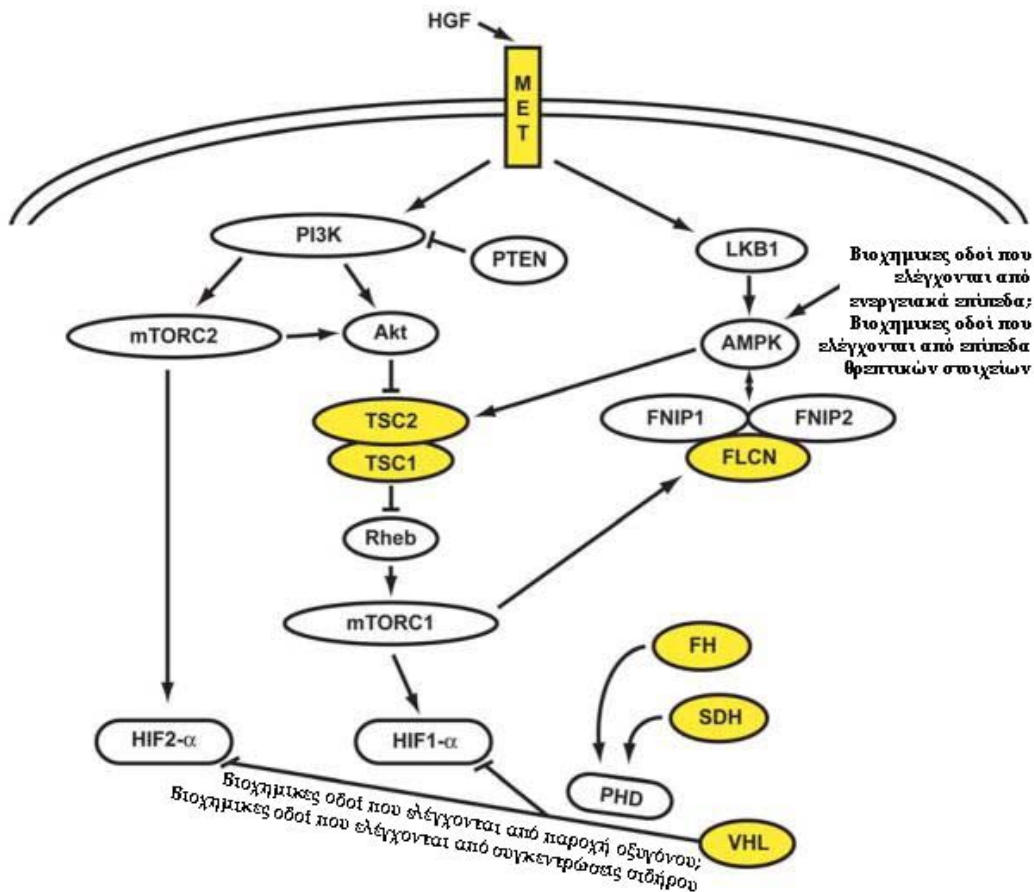 HGF
M
E
T
PI3K
PTEN
LKB1
Βιοχημικες οδοί που
ελέγχονται από
ενεργειακά επίπεδα;
Βιοχημικες οδοί που
ελέγχονται από επίπεδα
θρεπτικών στοιχείων
mTORC2
Akt
AMPK
TSC2
FNIP1
FNIP2
TSC1
FLCN
Rheb
mTORC1
FH
SDH
HIF2-α
HIF1-α
PHD
VHL
Βιοχημικες οδοί που ελέγχονται από παροχή οξυγόνου;
Βιοχημικες οδοί που ελέγχονται από συγκεντρώσεις σιδήρου